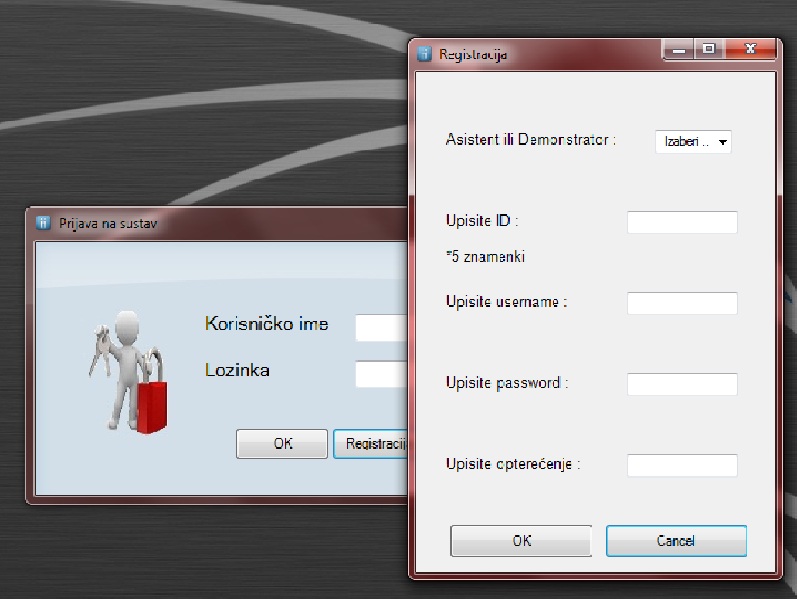 Registracija
Asistent ili Demonstrator :
Izaberi ..
Upisite ID :
*5 znamenki
Upisite username :
Upisite password :
Upisite opterećenje :
OK
Cancel
Prijava na sustav
Korisničko ime
Lozinka
OK
Registracij